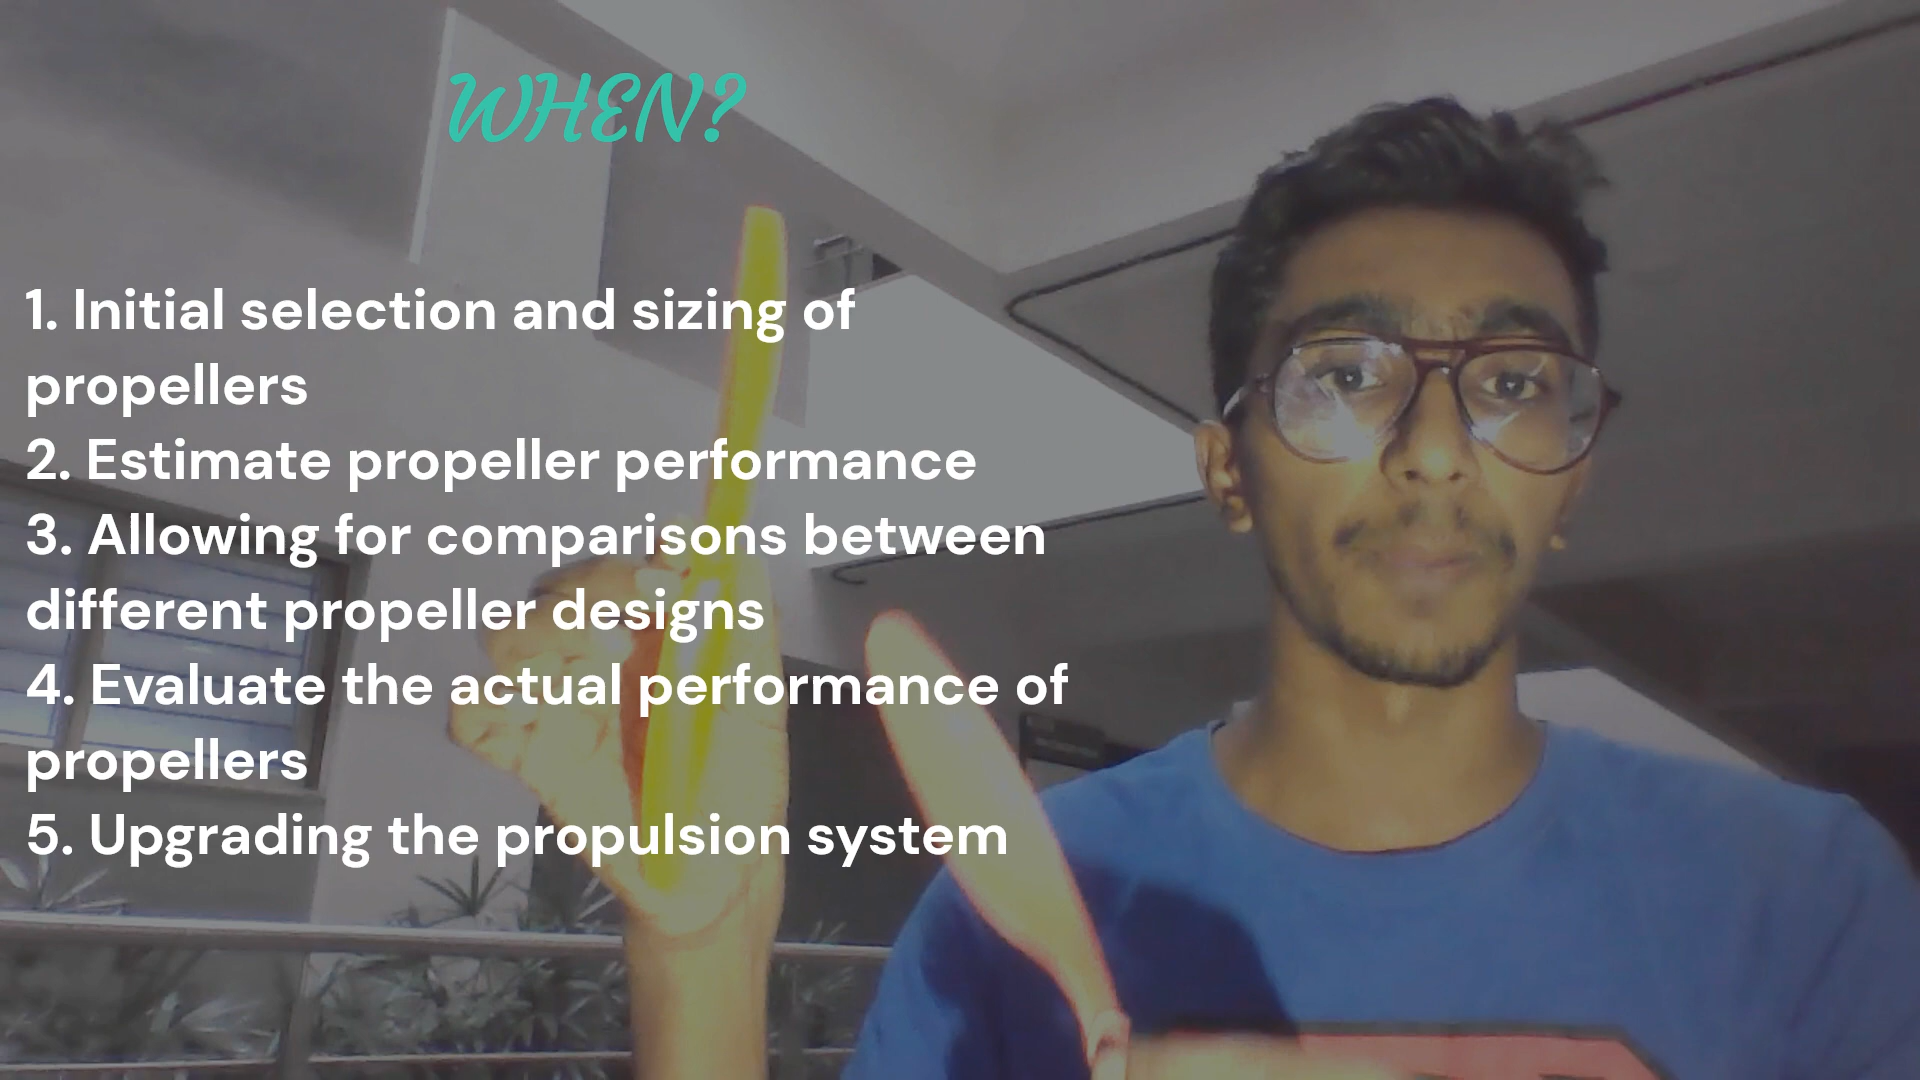 WHEN?
1. Initial selection and sizing of
propellers
2. Estimate propeller performance
3. Allowing for comparisons between
different propeller designs
4. Evaluate the actual performance of
propellers
5. Upgrading the propulsion system